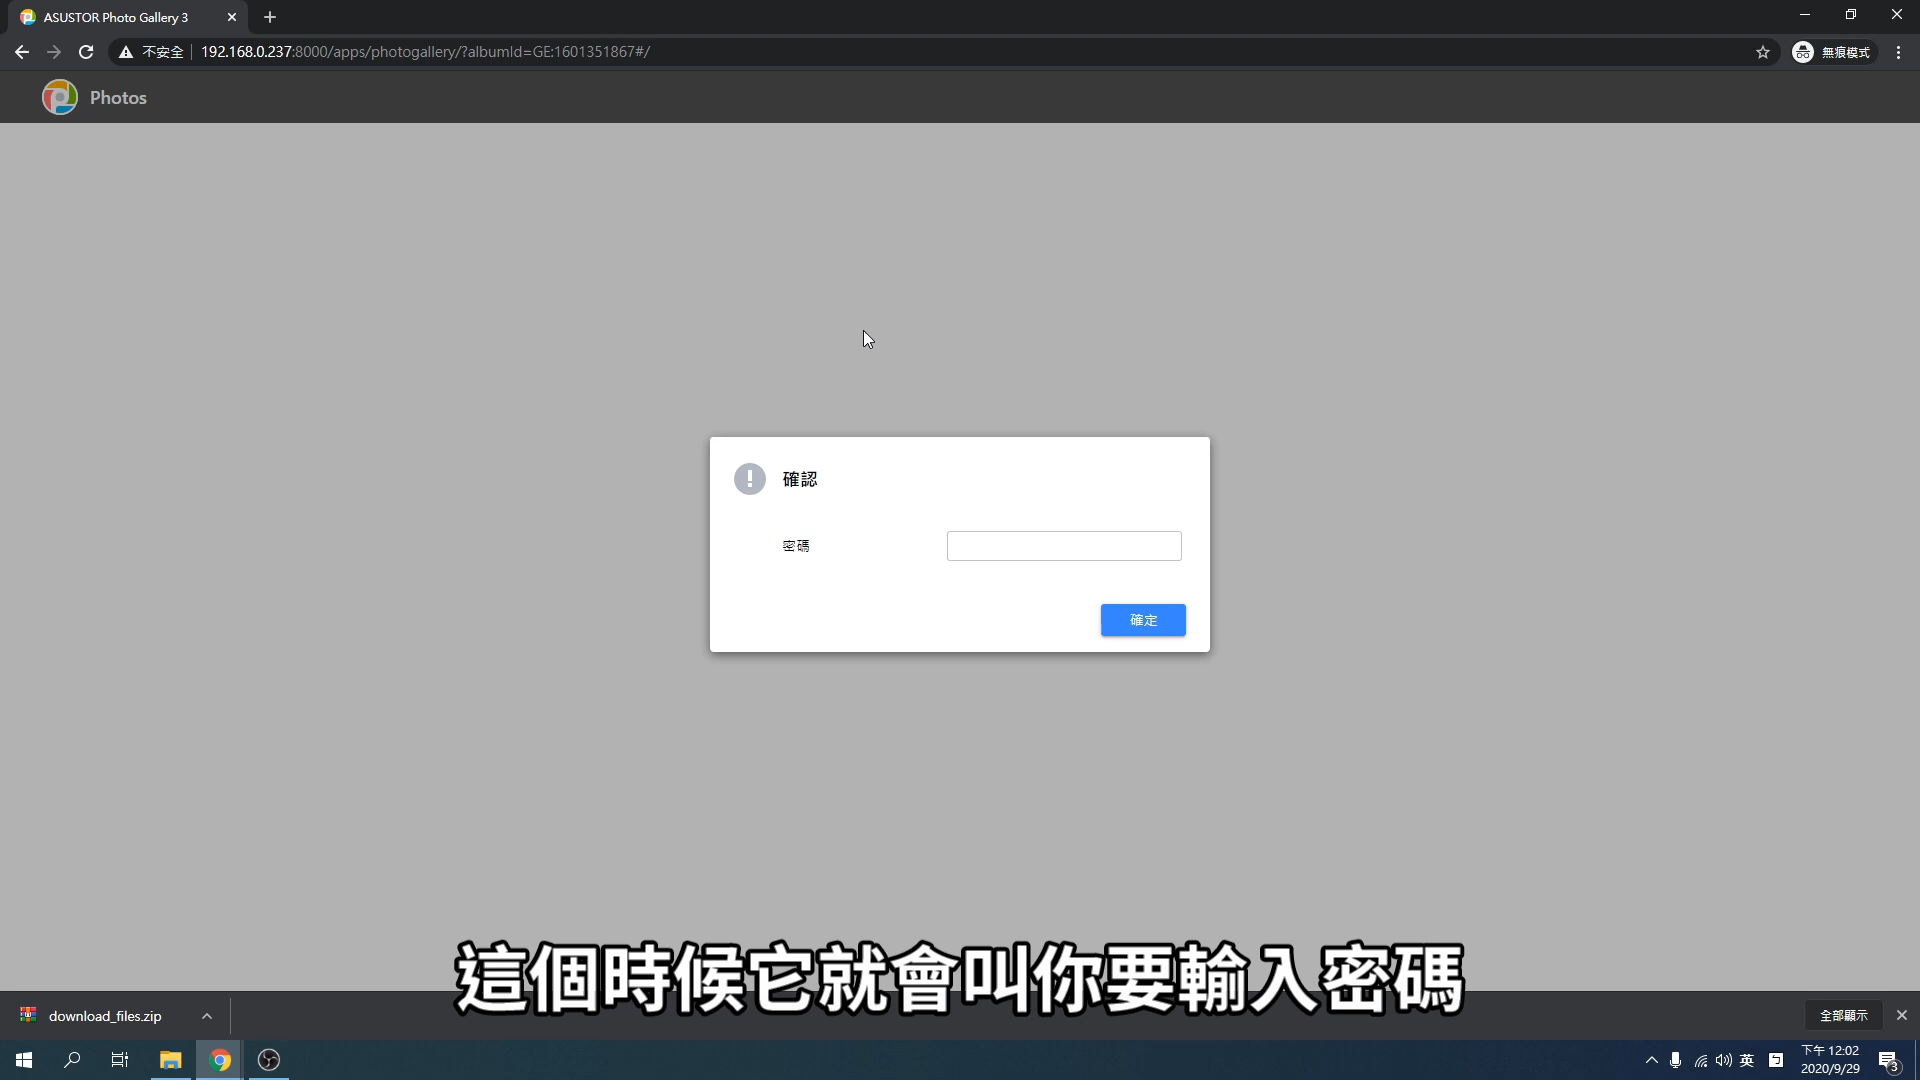 ASUSTOR Photo Gallery 3
不安全
192.168.0.237:8000/apps/photogallery/?albumId=GE:1601351867#/
無痕模式
Photos
確認
密碼
確定
這個時候它就會叫你要輸入密碼
download_files.zip
全部顯示
英
下午 12:02
2020/9/29
3